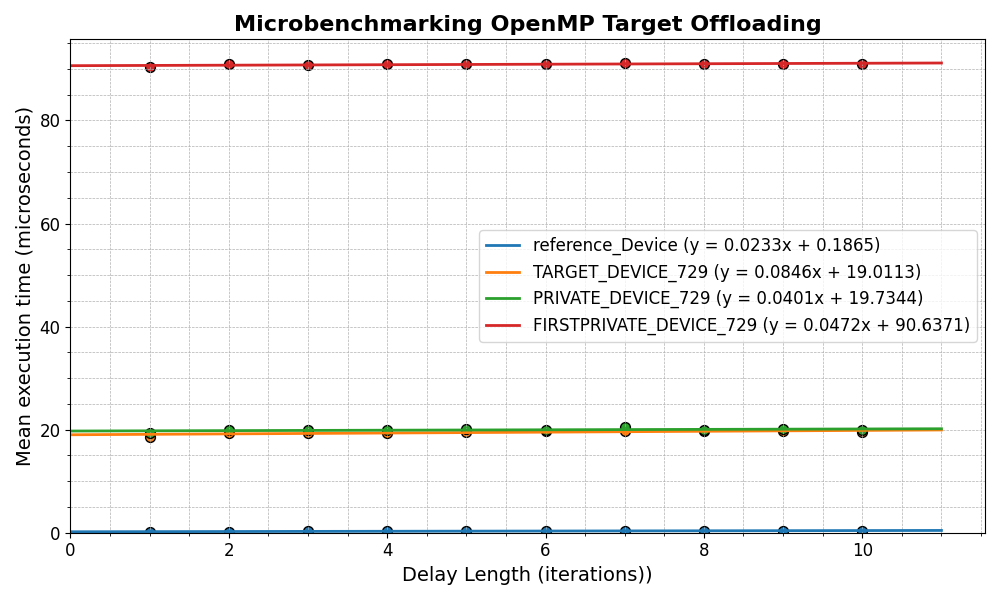 Microbenchmarking OpenMP Target Offloading
Mean execution time (microseconds)
80
60
40
20
0
reference_Device (y = 0.0233x + 0.1865)
TARGET_DEVICE_729 (y = 0.0846x + 19.0113)
PRIVATE_DEVICE_729 (y = 0.0401x + 19.7344)
FIRSTPRIVATE_DEVICE_729 (y = 0.0472x + 90.6371)
0 2 4 6 8 10
Delay Length (iterations))